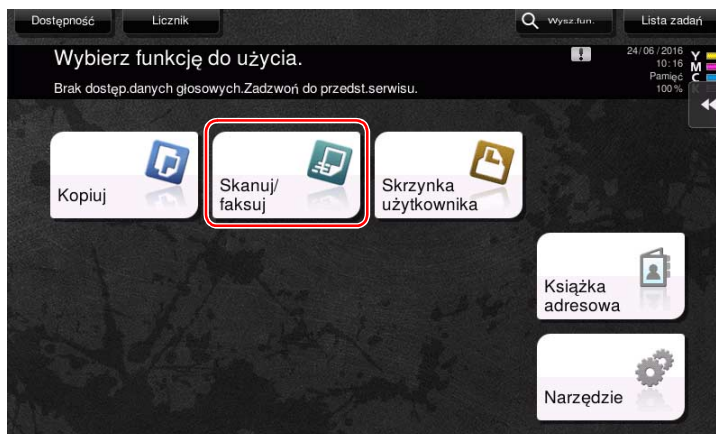 Dostępność
Licznik
Wysz.fun.
Lista zadań
Wybierz funkcję do użycia.
Brak dostęp.danych głosowych.Zadzwoń do przedst.serwisu.
24/06/2016
10:16
Pamięć
100%
Y
M
C
K
Kopiuj
Skanuj/
faksuj
Skrzynka
użytkownika
Książka
adresowa
Narzędzie